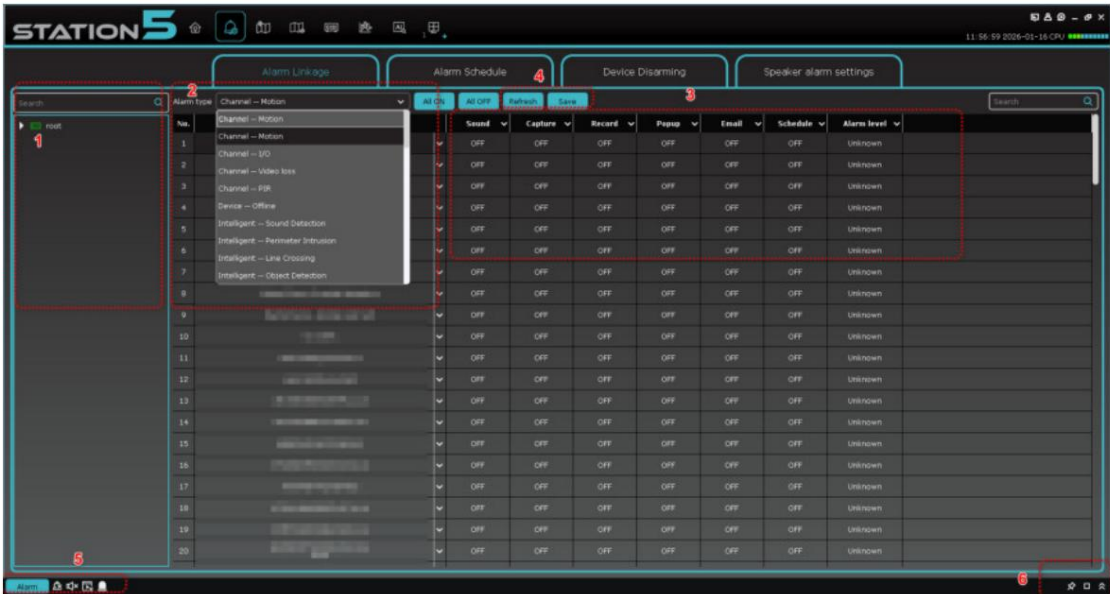 STATION5
11:56:59 2026-01-16 CPU
Alarm Linkage
Alarm Schedule
Device Disarming
Speaker alarm settings
Search
Alarm type
Channel -- Motion
All ON
All OFF
Refresh
Save
Search
1
2
3
4
root
No.
Sound Capture Record Popup Email Schedule Alarm level
Channel -- Motion
Channel -- Motion
Channel -- I/O
Channel -- Video loss
Channel -- PIR
Device -- Offline
Intelligent -- Sound Detection
Intelligent -- Perimeter Intrusion
Intelligent -- Line Crossing
Intelligent -- Object Detection
1 OFF OFF OFF OFF OFF OFF Unknown
2 OFF OFF OFF OFF OFF OFF Unknown
3 OFF OFF OFF OFF OFF OFF Unknown
4 OFF OFF OFF OFF OFF OFF Unknown
5 OFF OFF OFF OFF OFF OFF Unknown
6 OFF OFF OFF OFF OFF OFF Unknown
7 OFF OFF OFF OFF OFF OFF Unknown
8 OFF OFF OFF OFF OFF OFF Unknown
9 OFF OFF OFF OFF OFF OFF Unknown
10 OFF OFF OFF OFF OFF OFF Unknown
11 OFF OFF OFF OFF OFF OFF Unknown
12 OFF OFF OFF OFF OFF OFF Unknown
13 OFF OFF OFF OFF OFF OFF Unknown
14 OFF OFF OFF OFF OFF OFF Unknown
15 OFF OFF OFF OFF OFF OFF Unknown
16 OFF OFF OFF OFF OFF OFF Unknown
17 OFF OFF OFF OFF OFF OFF Unknown
18 OFF OFF OFF OFF OFF OFF Unknown
19 OFF OFF OFF OFF OFF OFF Unknown
20 OFF OFF OFF OFF OFF OFF Unknown
5
6
Alarm